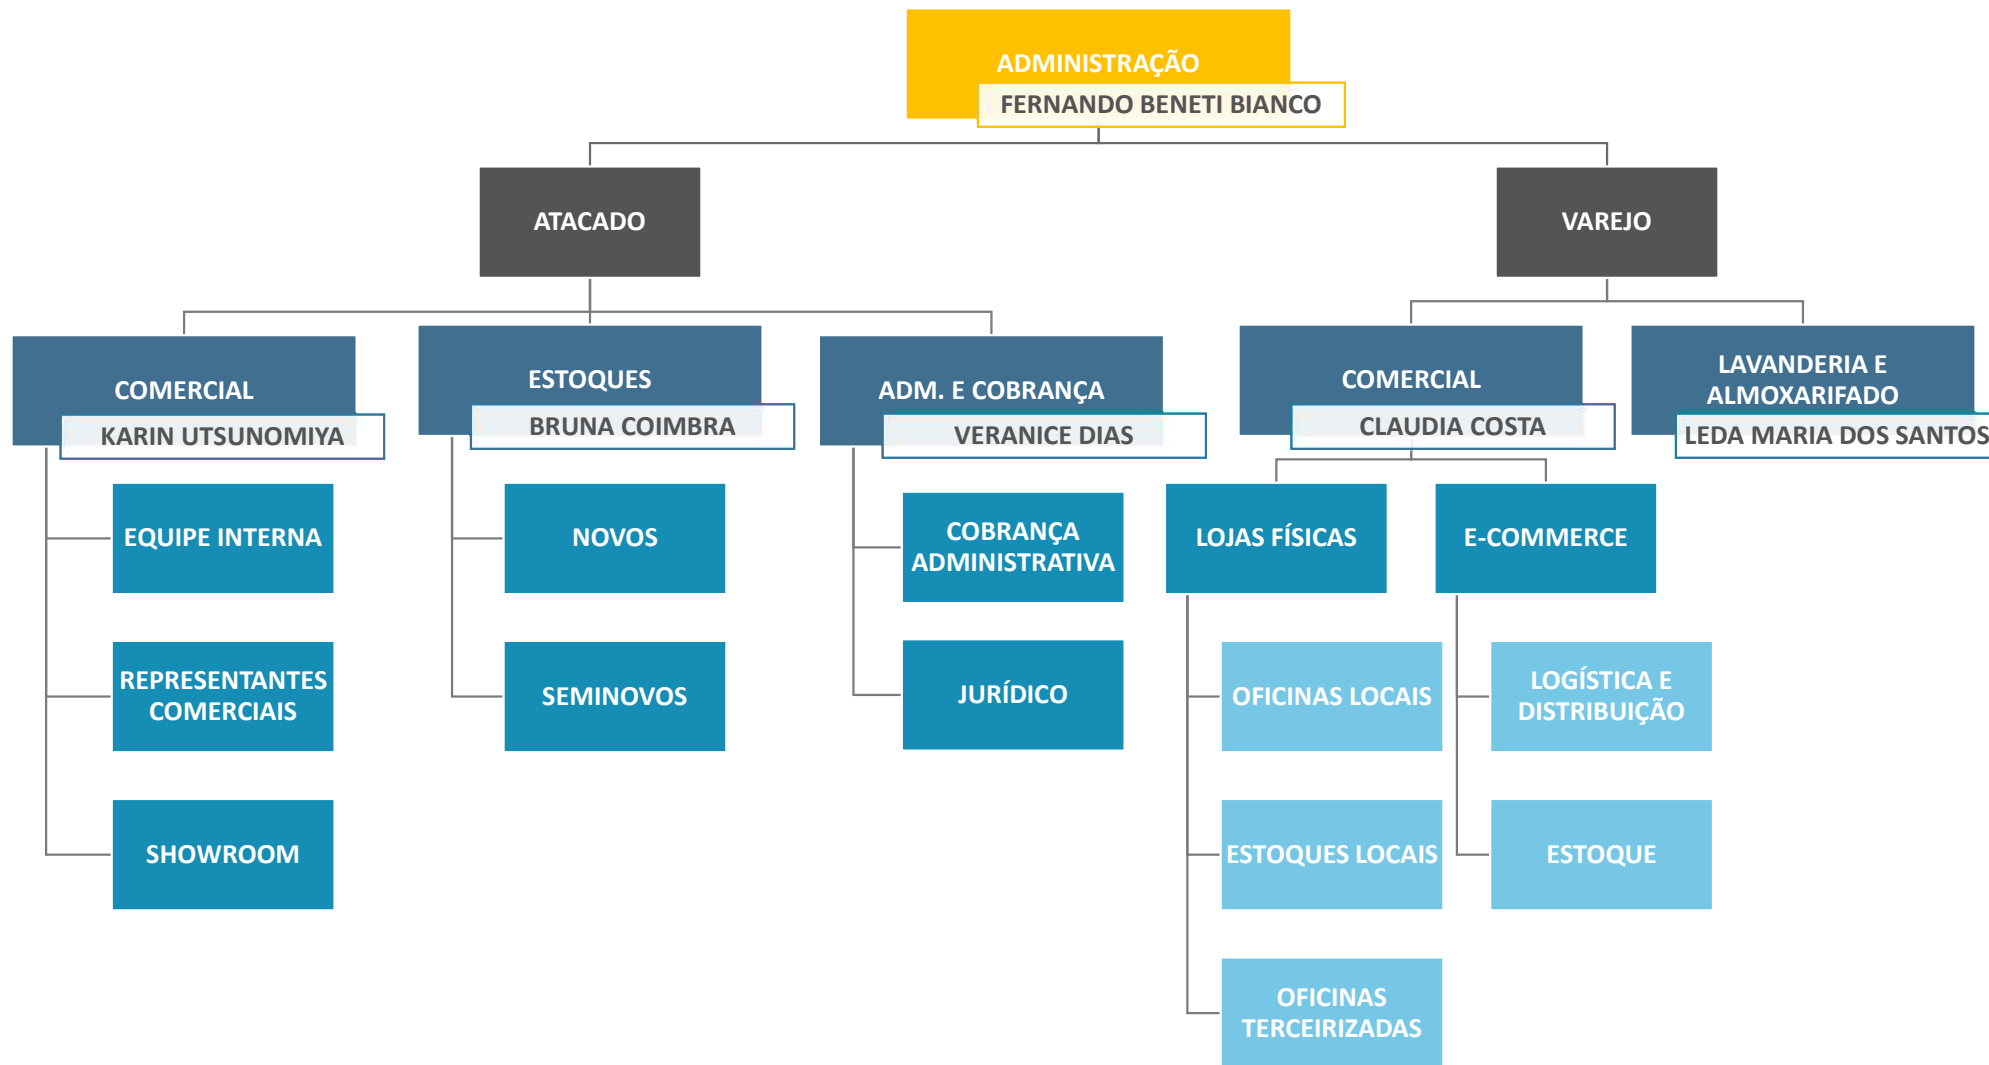 ADMINISTRAÇÃO
FERNANDO BENETI BIANCO
ATACADO
VAREJO
COMERCIAL
KARIN UTSUNOMIYA
ESTOQUES
BRUNA COIMBRA
ADM. E COBRANÇA
VERANICE DIAS
COMERCIAL
CLAUDIA COSTA
LAVANDERIA E
ALMOXARIFADO
LEDA MARIA DOS SANTOS
EQUIPE INTERNA
REPRESENTANTES
COMERCIAIS
SHOWROOM
NOVOS
SEMINOVOS
COBRANÇA
ADMINISTRATIVA
JURÍDICO
LOJAS FÍSICAS
OFICINAS LOCAIS
ESTOQUES LOCAIS
OFICINAS
TERCEIRIZADAS
E-COMMERCE
LOGÍSTICA E
DISTRIBUIÇÃO
ESTOQUE